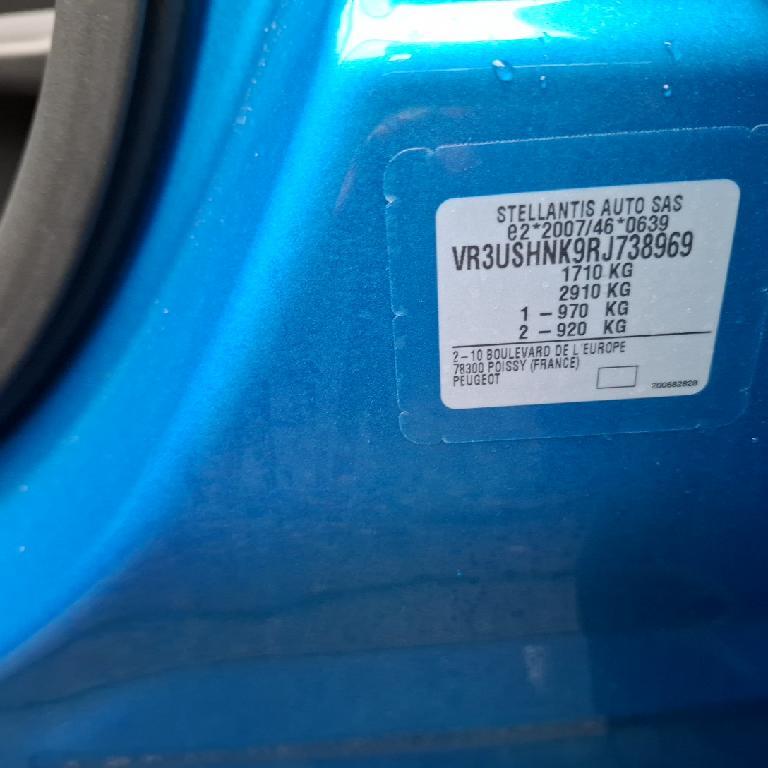 STELLANTIS AUTO SAS
e2*2007/46*0639
VR3USHNK9RJ738969
1710 KG
2910 KG
1 - 970 KG
2 - 920 KG
2-10 BOULEVARD DE L'EUROPE
78300 POISSY (FRANCE)
PEUGEOT
200682828